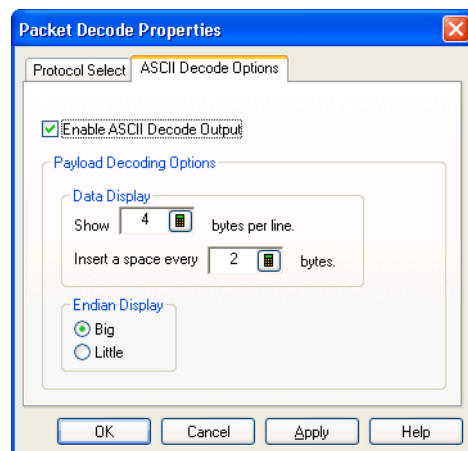 Packet Decode Properties
Protocol Select
ASCII Decode Options
Enable ASCII Decode Output
Payload Decoding Options
Data Display
Show 4 bytes per line.
Insert a space every 2 bytes.
Endian Display
Big
Little
OK Cancel Apply Help